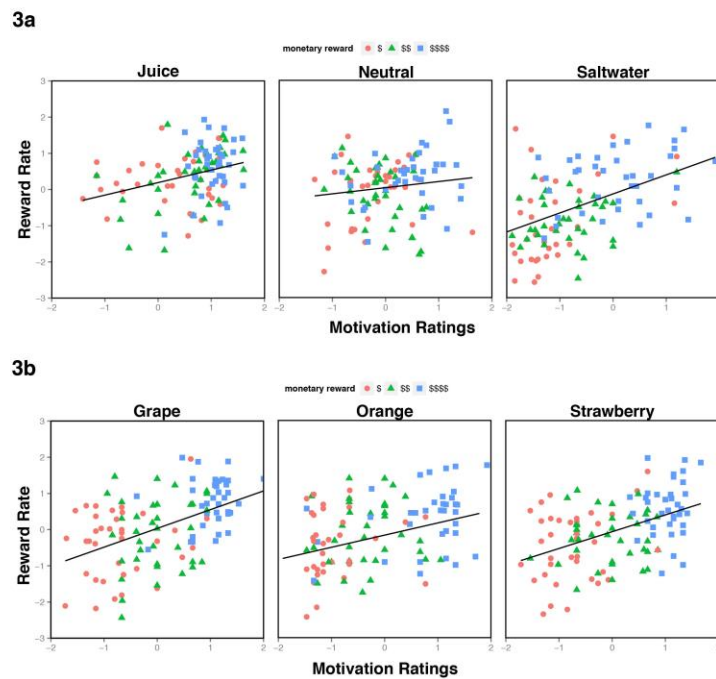 3a
monetary reward $ $$ $$$$
Juice Neutral Saltwater
Reward Rate
3
2
1
0
−1
−2
−3
−2 −1 0 1 2 −2 −1 0 1 2 −2 −1 0 1
Motivation Ratings
3b
monetary reward $ $$ $$$$
Grape Orange Strawberry
Reward Rate
3
2
1
0
−1
−2
−3
−2 −1 0 1 2 −2 −1 0 1 2 −2 −1 0 1 2
Motivation Ratings